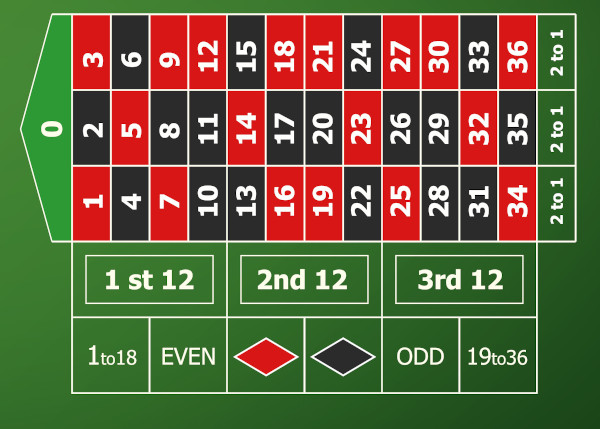 3 6 9 12 15 18 21 24 27 30 33 36 2 to 1
0
2 5 8 11 14 17 20 23 26 29 32 35 2 to 1
1 4 7 10 13 16 19 22 25 28 31 34 2 to 1
1 st 12 2nd 12 3rd 12
1to18 EVEN ODD 19to36